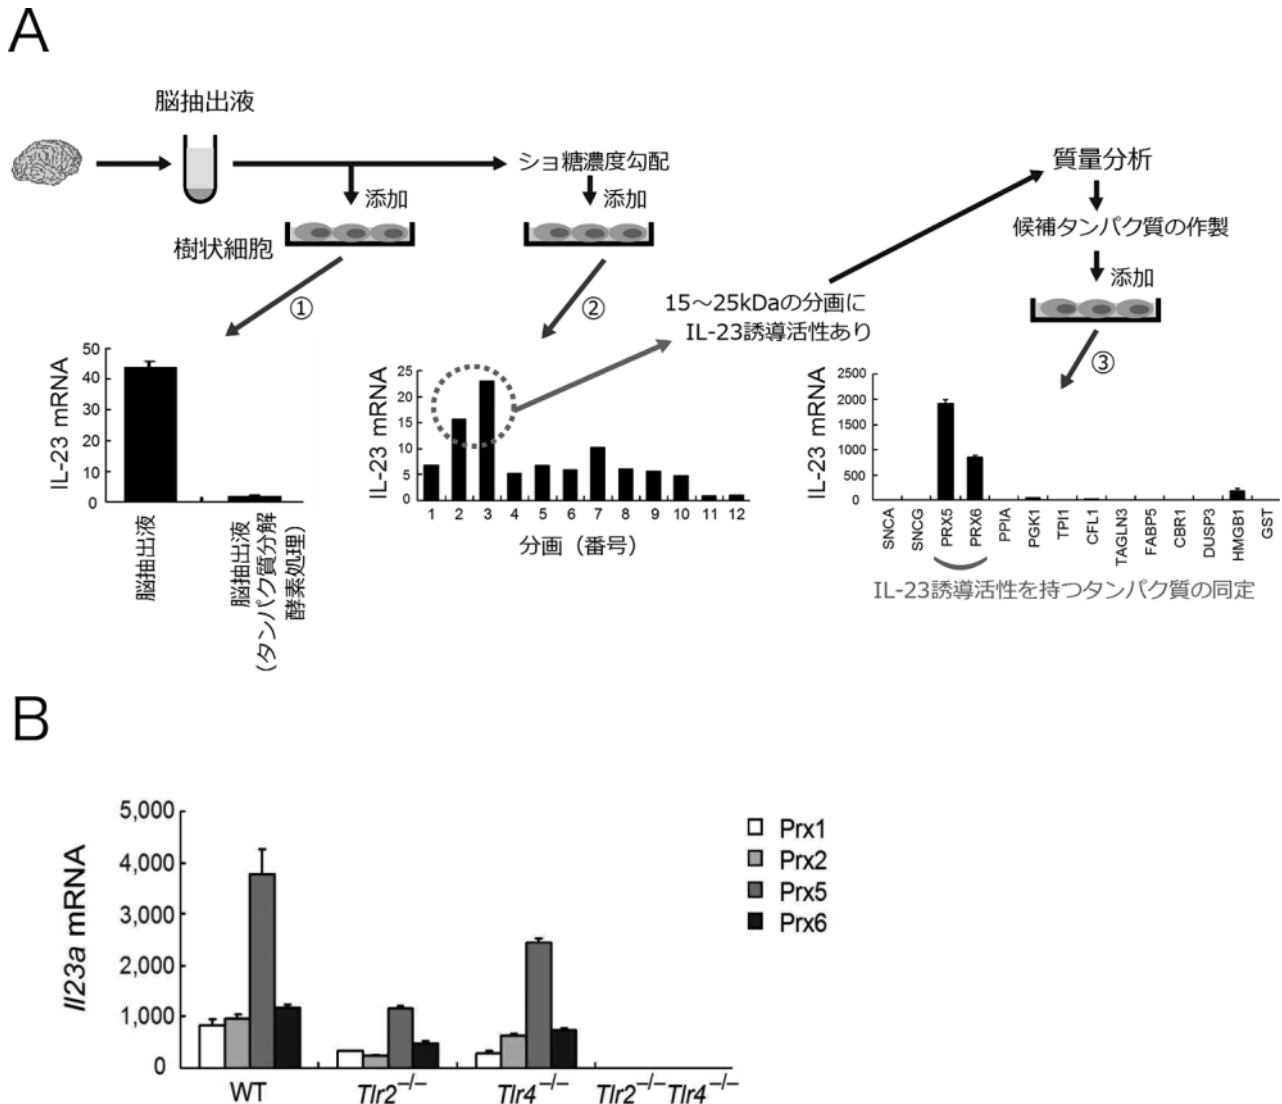 A
脳抽出液
ショ糖濃度勾配
質量分析
添加
添加
候補タンパク質の作製
樹状細胞
添加
①
②
15〜25kDaの分画に
IL-23誘導活性あり
③
IL-23 mRNA
50
40
30
20
10
0
脳抽出液
脳抽出液
(タンパク質分解
酵素処理)
IL-23 mRNA
25
20
15
10
5
0
1 2 3 4 5 6 7 8 9 10 11 12
分画（番号）
IL-23 mRNA
2500
2000
1500
1000
500
0
SNCA
SNCG
PRX5
PRX6
PPIA
PGK1
TPI1
CFL1
TAGLN3
FABP5
CBR1
DUSP3
HMGB1
GST
IL-23誘導活性を持つタンパク質の同定
B
Il23a mRNA
5,000
4,000
3,000
2,000
1,000
0
WT Tlr2–/– Tlr4–/– Tlr2–/–Tlr4–/–
Prx1
Prx2
Prx5
Prx6